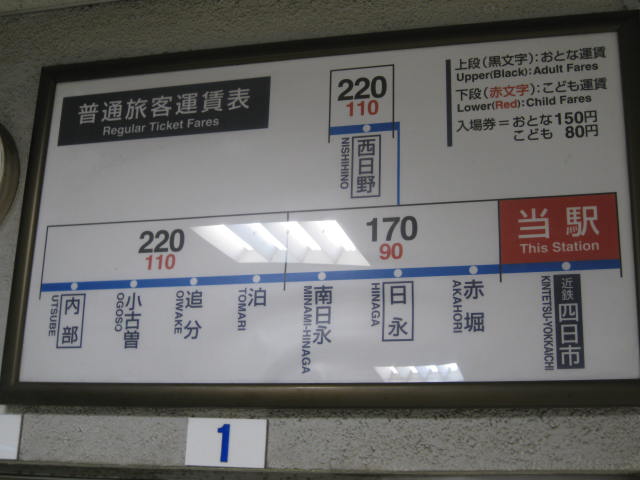 普通旅客運賃表
Regular Ticket Fares
上段(黒文字):おとな運賃
Upper(Black):Adult Fares
下段(赤文字):こども運賃
Lower(Red):Child Fares
入場券=おとな150円
こども 80円
220
110
西日野
NISHIHINO
220
110
170
90
当駅
This Station
内部
UTSUBE
小古曽
OGOSO
追分
OIWAKE
泊
TOMARI
南日永
MINAMI-HINAGA
日永
HINAGA
赤堀
AKAHORI
近鉄四日市
KINTETSU-YOKKAICHI
1